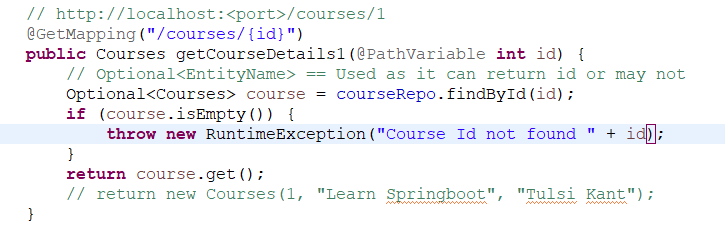 // http://localhost:<port>/courses/1
@GetMapping("/courses/{id}")
public Courses getCourseDetails1(@PathVariable int id) {
    // Optional<EntityName> == Used as it can return id or may not
    Optional<Courses> course = courseRepo.findById(id);
    if (course.isEmpty()) {
        throw new RuntimeException("Course Id not found " + id);
    }
    return course.get();
    // return new Courses(1, "Learn Springboot", "Tulsi Kant");
}